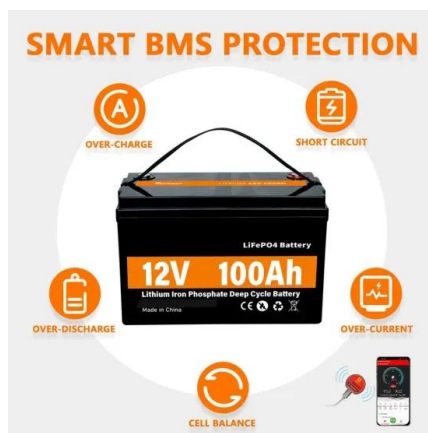 SMART BMS PROTECTION
A
OVER-CHARGE
SHORT CIRCUIT
LiFePO4 Battery
12V 100Ah
Lithium Iron Phosphate Deep Cycle Battery
Made in China
CE
OVER-DISCHARGE
OVER-CURRENT
CELL BALANCE